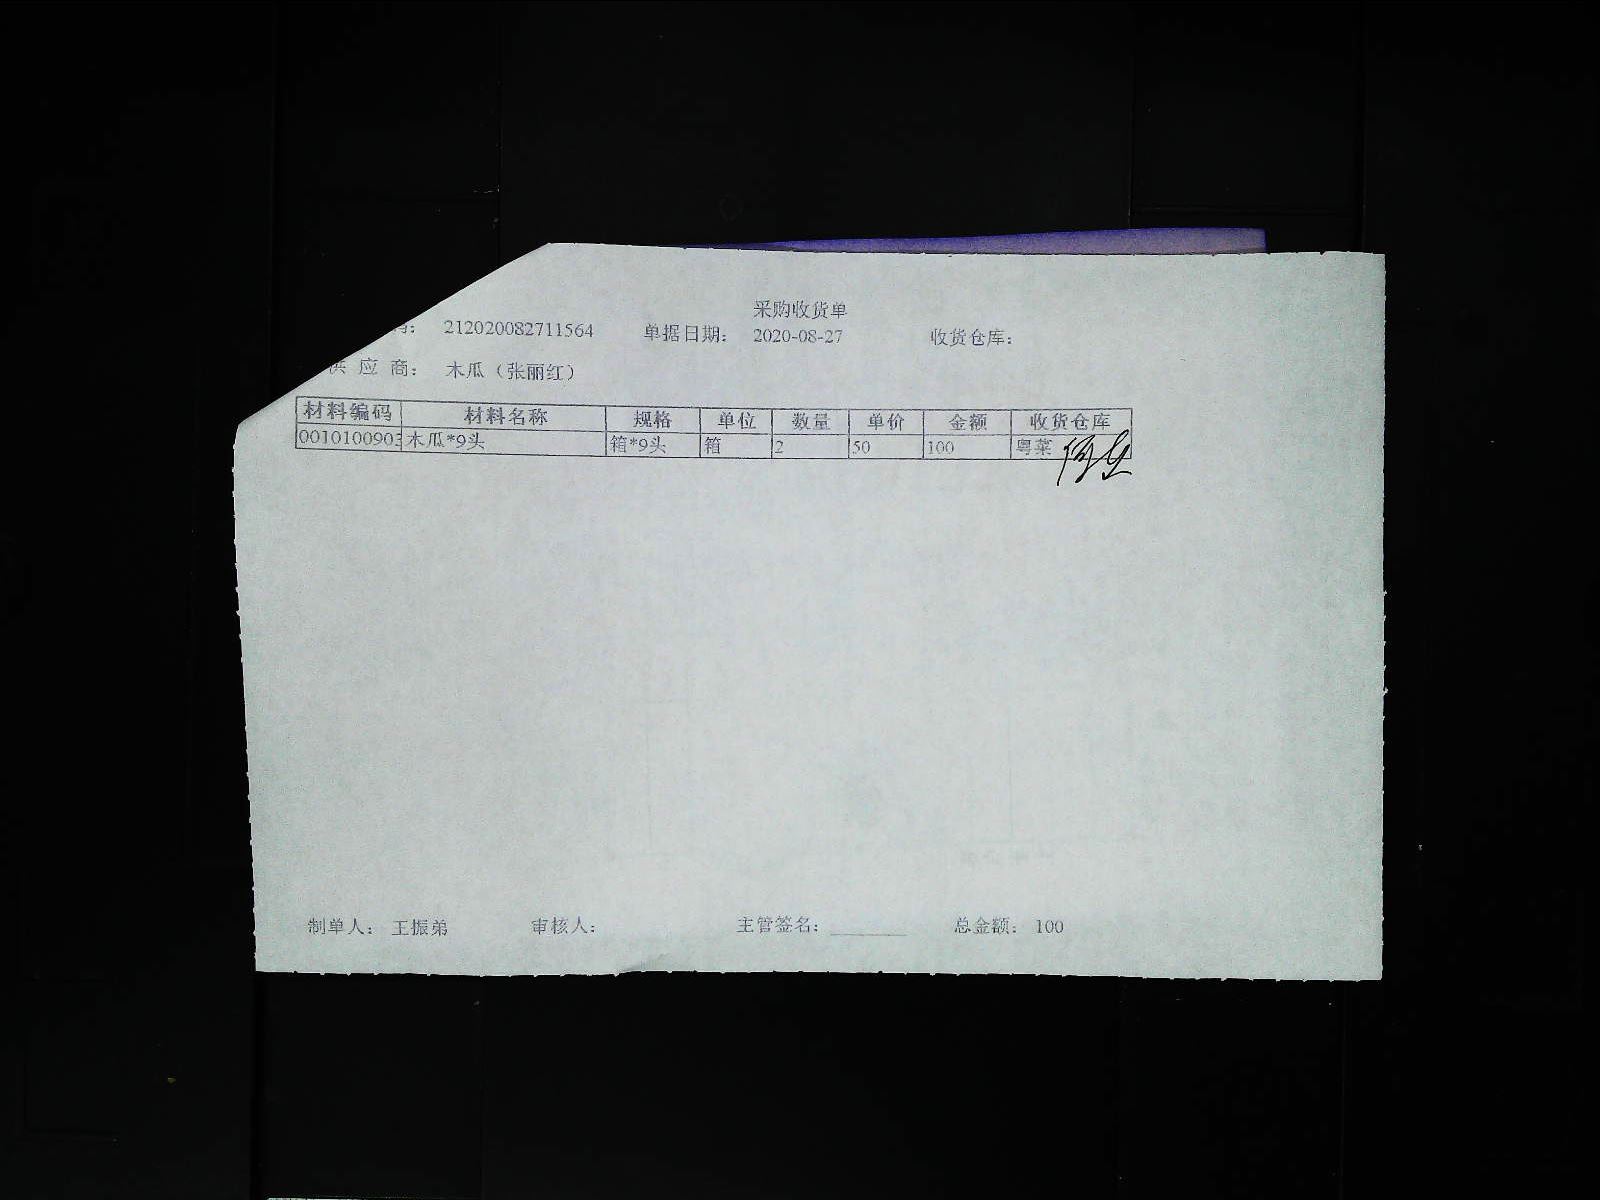 采购收货单
码： 212020082711564 单据日期： 2020-08-27 收货仓库：
供 应 商： 木瓜（张丽红）
材料编码 材料名称 规格 单位 数量 单价 金额 收货仓库
0010100903 木瓜*9头 箱*9头 箱 2 50 100 粤菜
制单人： 王振弟 审核人： 主管签名： ________ 总金额： 100